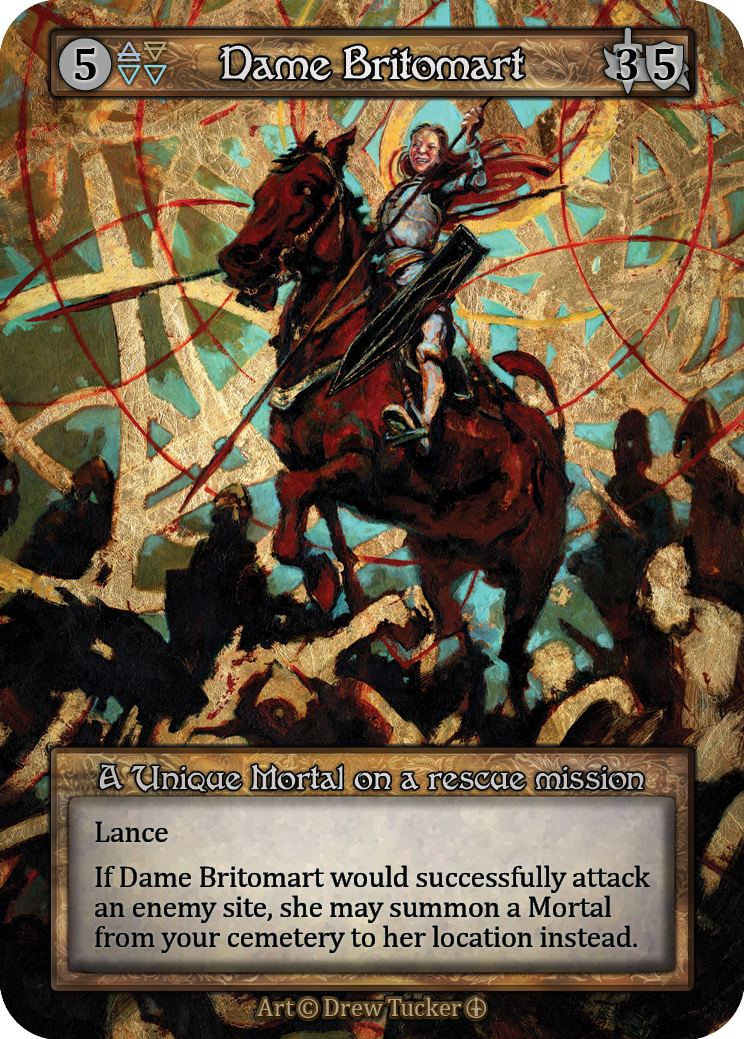 5 Dame Britomart 3 5
A Unique Mortal on a rescue mission
Lance
If Dame Britomart would successfully attack
an enemy site, she may summon a Mortal
from your cemetery to her location instead.
Art © Drew Tucker